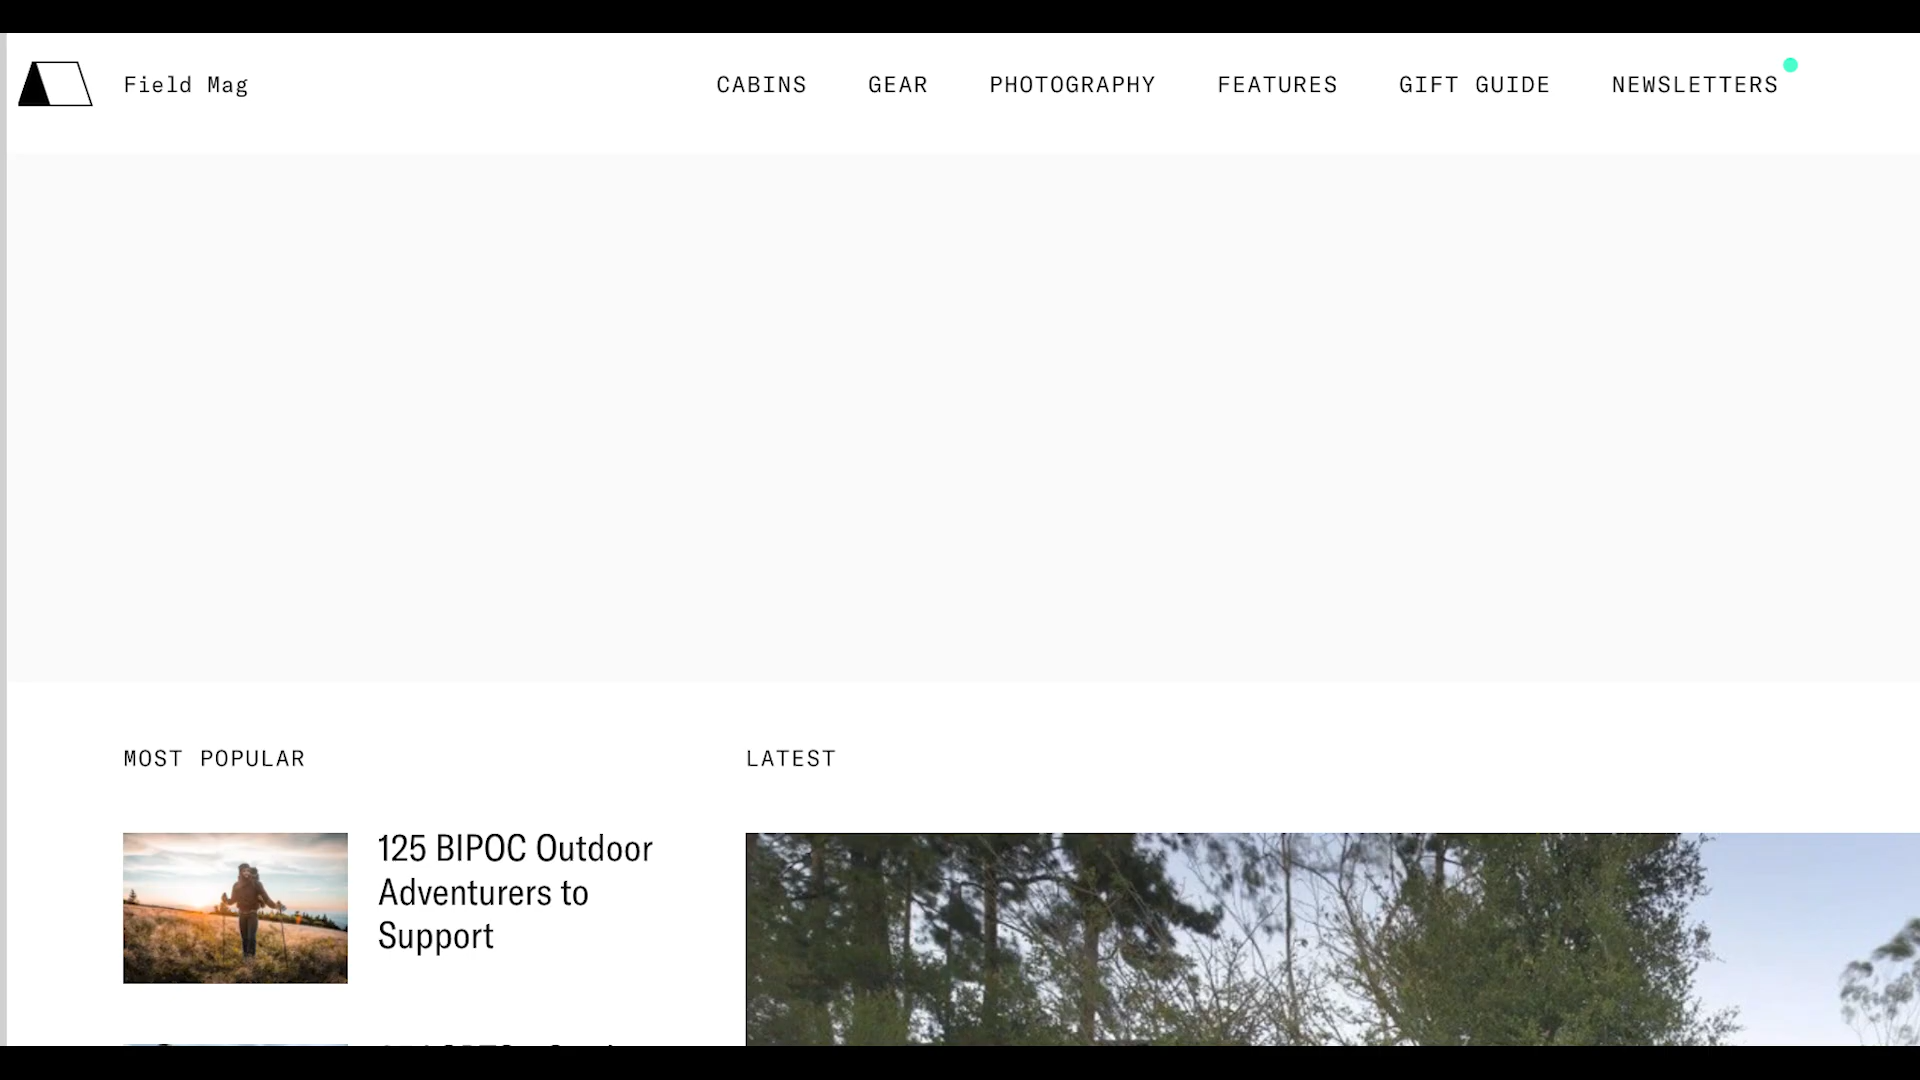 Field Mag
CABINS GEAR PHOTOGRAPHY FEATURES GIFT GUIDE NEWSLETTERS
MOST POPULAR
LATEST
125 BIPOC Outdoor
Adventurers to
Support